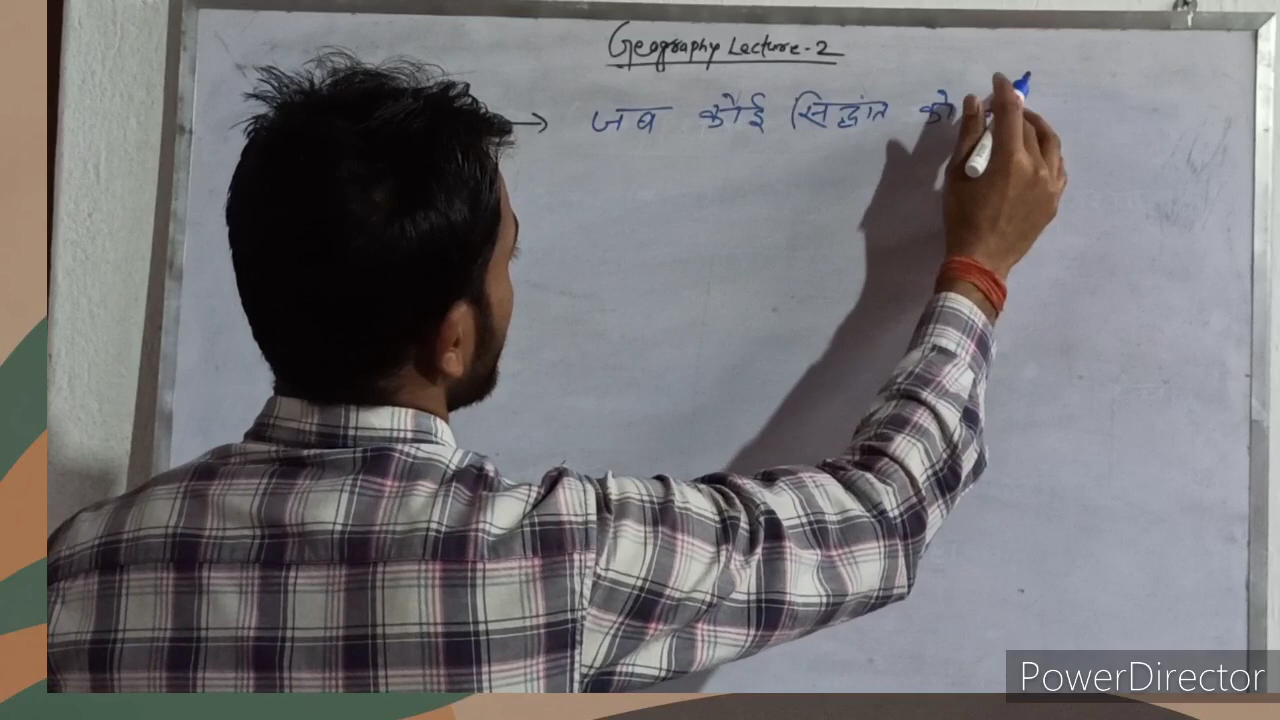 Geography Lecture-2
→ जब कोई सिद्धांत को
PowerDirector